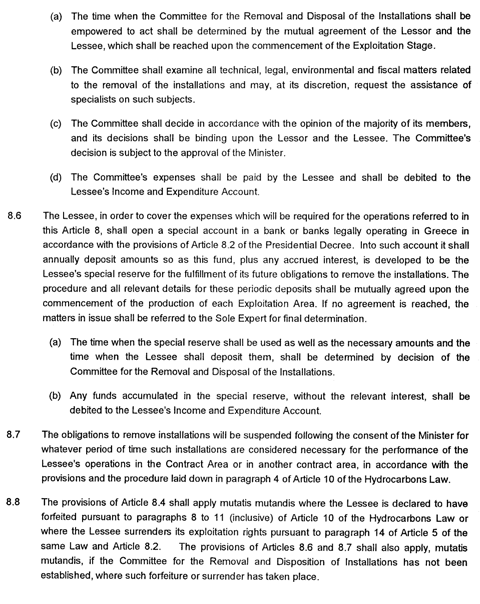 (a) The time when the Committee for the Removal and Disposal of the Installations shall be
empowered to act shall be determined by the mutual agreement of the Lessor and the
Lessee, which shall be reached upon the commencement of the Exploitation Stage.
(b) The Committee shall examine all technical, legal, environmental and fiscal matters related
to the removal of the installations and may, at its discretion, request the assistance of
specialists on such subjects.
(c) The Committee shall decide in accordance with the opinion of the majority of its members,
and its decisions shall be binding upon the Lessor and the Lessee. The Committee's
decision is subject to the approval of the Minister.
(d) The Committee's expenses shall be paid by the Lessee and shall be debited to the
Lessee's Income and Expenditure Account.
8.6 The Lessee, in order to cover the expenses which will be required for the operations referred to in
this Article 8, shall open a special account in a bank or banks legally operating in Greece in
accordance with the provisions of Article 8.2 of the Presidential Decree. Into such account it shall
annually deposit amounts so as this fund, plus any accrued interest, is developed to be the
Lessee's special reserve for the fulfillment of its future obligations to remove the installations. The
procedure and all relevant details for these periodic deposits shall be mutually agreed upon the
commencement of the production of each Exploitation Area. If no agreement is reached, the
matters in issue shall be referred to the Sole Expert for final determination.
(a) The time when the special reserve shall be used as well as the necessary amounts and the
time when the Lessee shall deposit them, shall be determined by decision of the
Committee for the Removal and Disposal of the Installations.
(b) Any funds accumulated in the special reserve, without the relevant interest, shall be
debited to the Lessee's Income and Expenditure Account.
8.7 The obligations to remove installations will be suspended following the consent of the Minister for
whatever period of time such installations are considered necessary for the performance of the
Lessee's operations in the Contract Area or in another contract area, in accordance with the
provisions and the procedure laid down in paragraph 4 of Article 10 of the Hydrocarbons Law.
8.8 The provisions of Article 8.4 shall apply mutatis mutandis where the Lessee is declared to have
forfeited pursuant to paragraphs 8 to 11 (inclusive) of Article 10 of the Hydrocarbons Law or
where the Lessee surrenders its exploitation rights pursuant to paragraph 14 of Article 5 of the
same Law and Article 8.2. The provisions of Articles 8.6 and 8.7 shall also apply, mutatis
mutandis, if the Committee for the Removal and Disposition of Installations has not been
established, where such forfeiture or surrender has taken place.